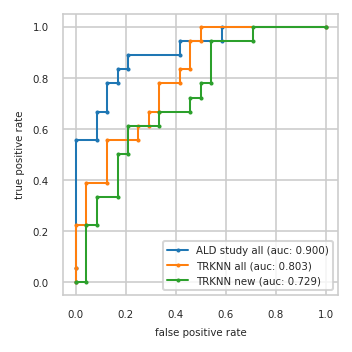 1.0
0.8
0.6
0.4
0.2
0.0
true positive rate
ALD study all (auc: 0.900)
TRKNN all (auc: 0.803)
TRKNN new (auc: 0.729)
0.0 0.2 0.4 0.6 0.8 1.0
false positive rate